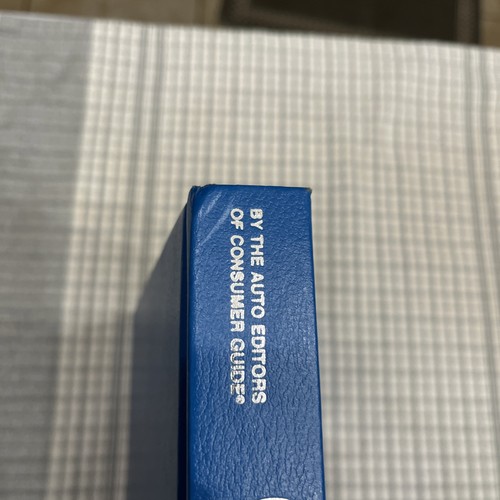 BY THE AUTO EDITORS
OF CONSUMER GUIDE®